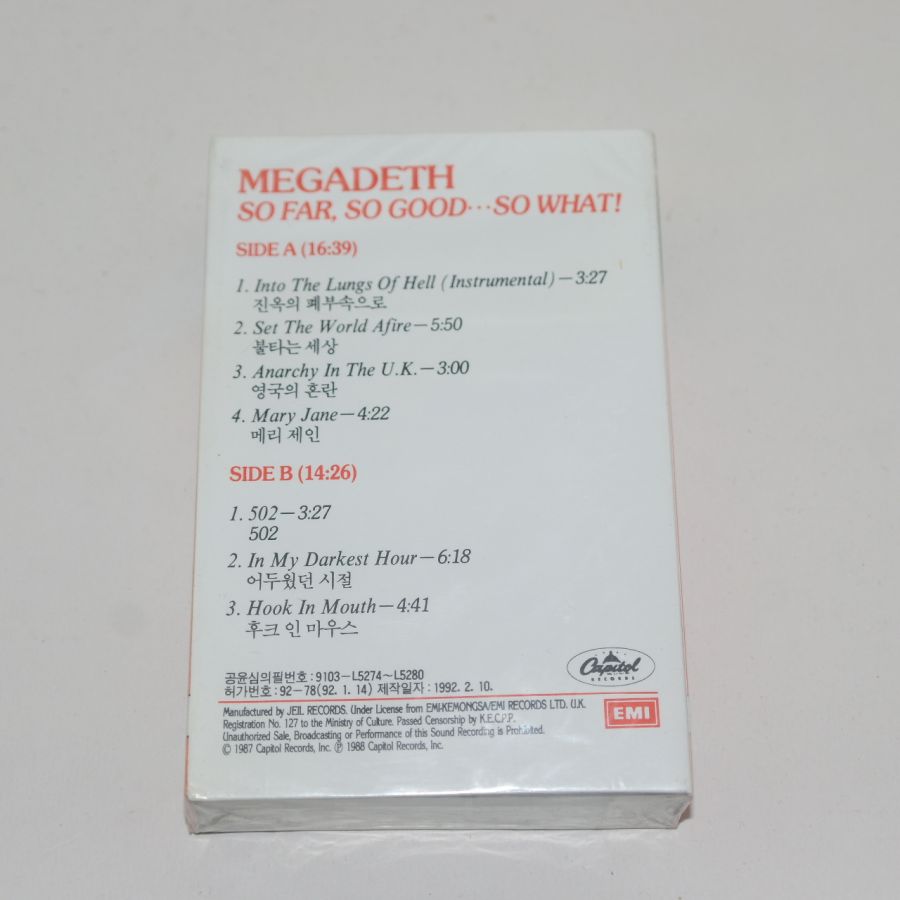 MEGADETH
SO FAR, SO GOOD···SO WHAT!
SIDE A (16:39)
1. Into The Lungs Of Hell (Instrumental)–3:27
진옥의 폐부속으로
2. Set The World Afire–5:50
불타는 세상
3. Anarchy In The U.K.–3:00
영국의 혼란
4. Mary Jane–4:22
메리 제인
SIDE B (14:26)
1. 502–3:27
502
2. In My Darkest Hour–6:18
어두웠던 시절
3. Hook In Mouth–4:41
후크 인 마우스
Capitol
RECORDS
공윤심의필번호:9103–L5274~L5280
허가번호:92–78(92. 1. 14) 제작일자:1992. 2. 10.
Manufactured by JEIL RECORDS. Under License from EMI-KEMONGSA/EMI RECORDS LTD. U.K.
Registration No. 127 to the Ministry of Culture. Passed Censorship by K.E.C.P.P.
Unauthorized Sale, Broadcasting or Performance of this Sound Recording is Prohibited.
© 1987 Capitol Records, Inc. ℗ 1988 Capitol Records, Inc.
EMI